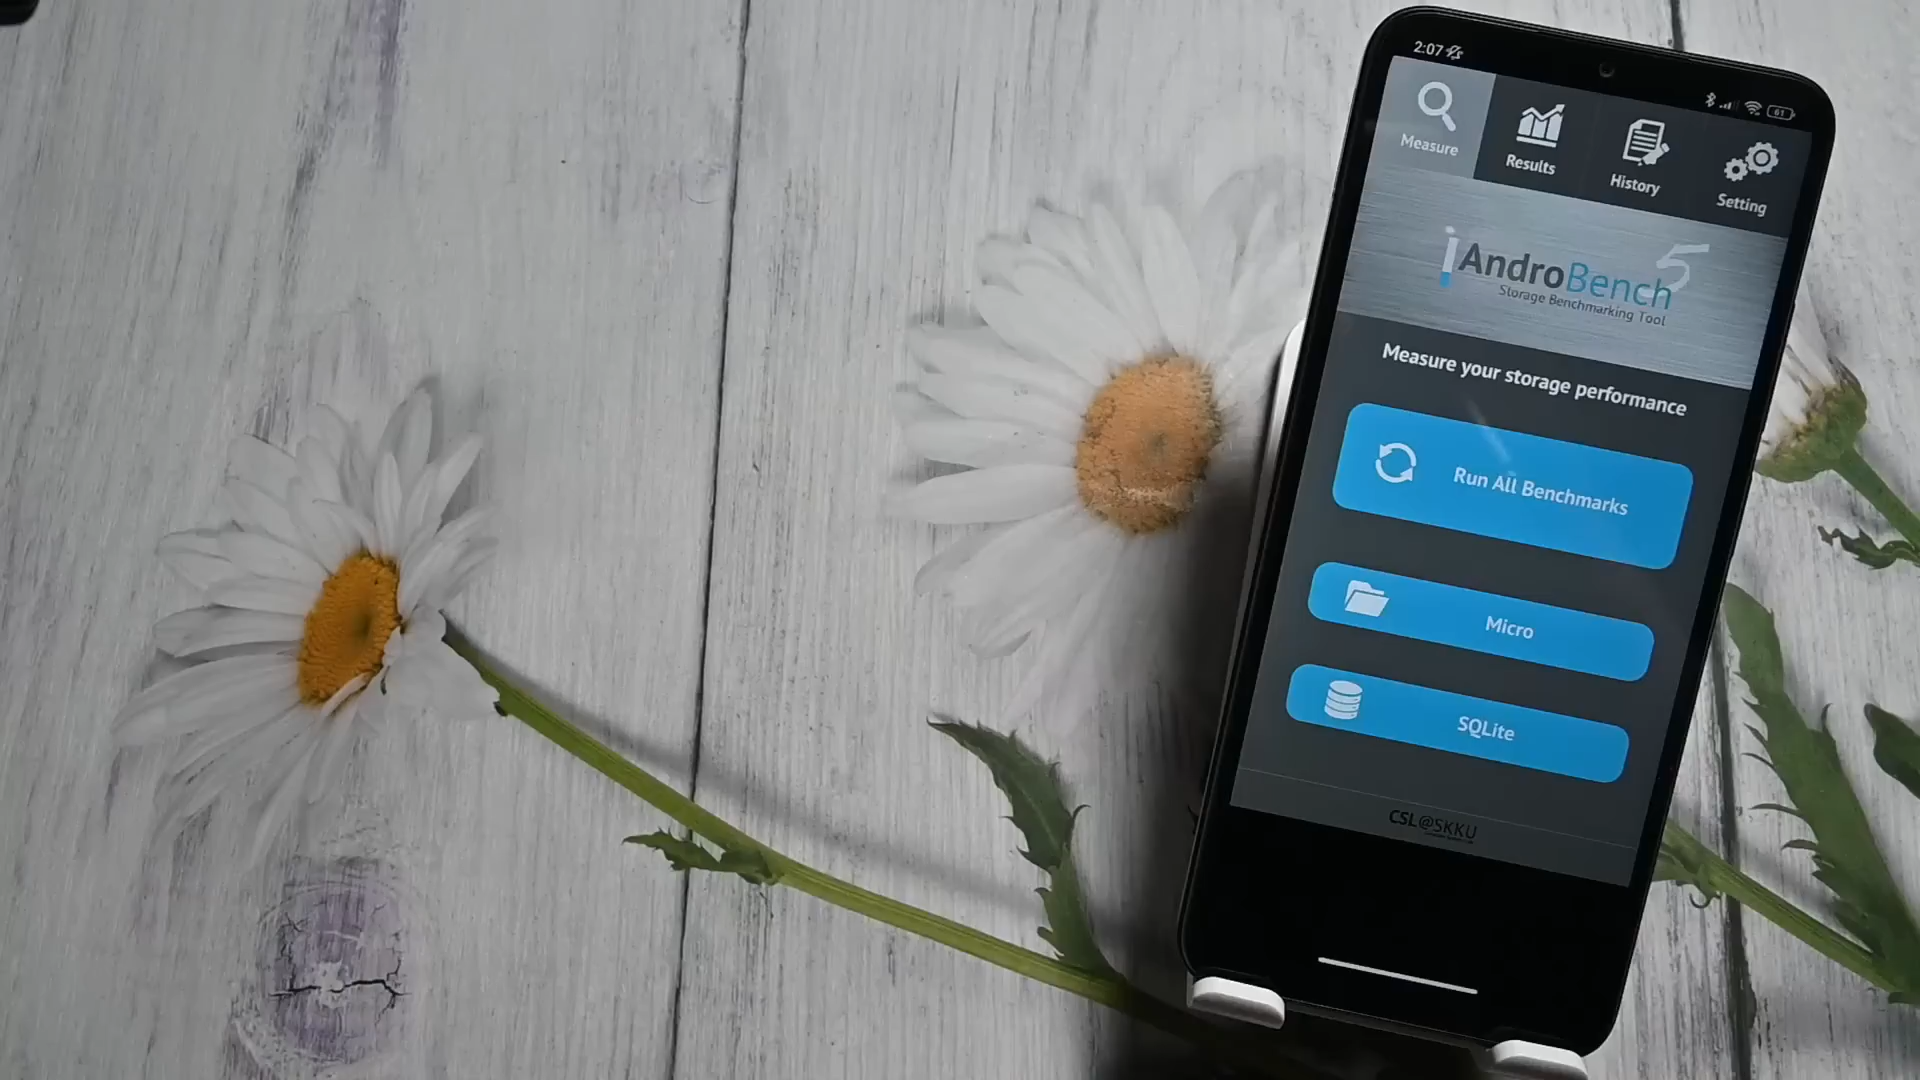 2:07
61
Measure
Results
History
Setting
AndroBench 5
Storage Benchmarking Tool
Measure your storage performance
Run All Benchmarks
Micro
SQLite
CSL@SKKU